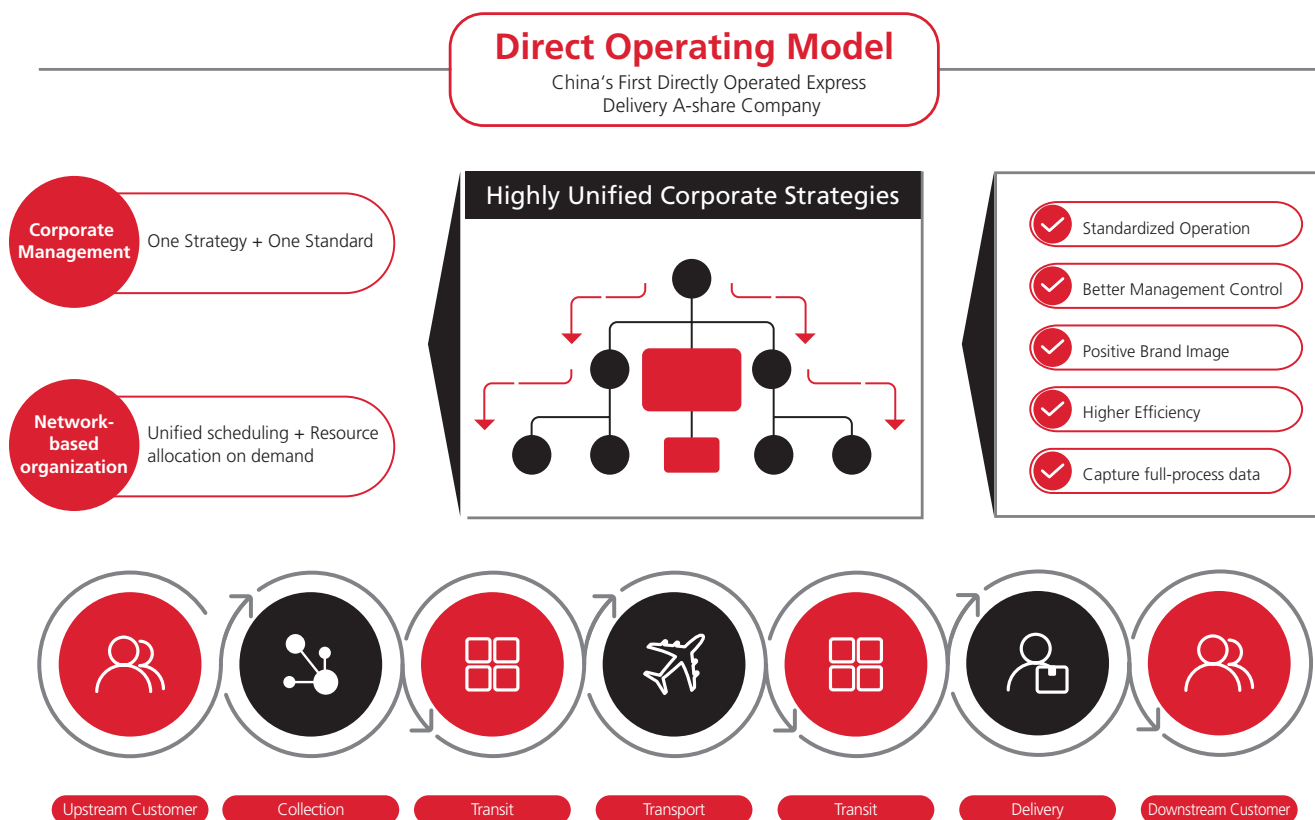 Direct Operating Model
China's First Directly Operated Express
Delivery A-share Company
Corporate
Management
One Strategy + One Standard
Network-
based
organization
Unified scheduling + Resource
allocation on demand
Highly Unified Corporate Strategies
Standardized Operation
Better Management Control
Positive Brand Image
Higher Efficiency
Capture full-process data
Upstream Customer
Collection
Transit
Transport
Transit
Delivery
Downstream Customer